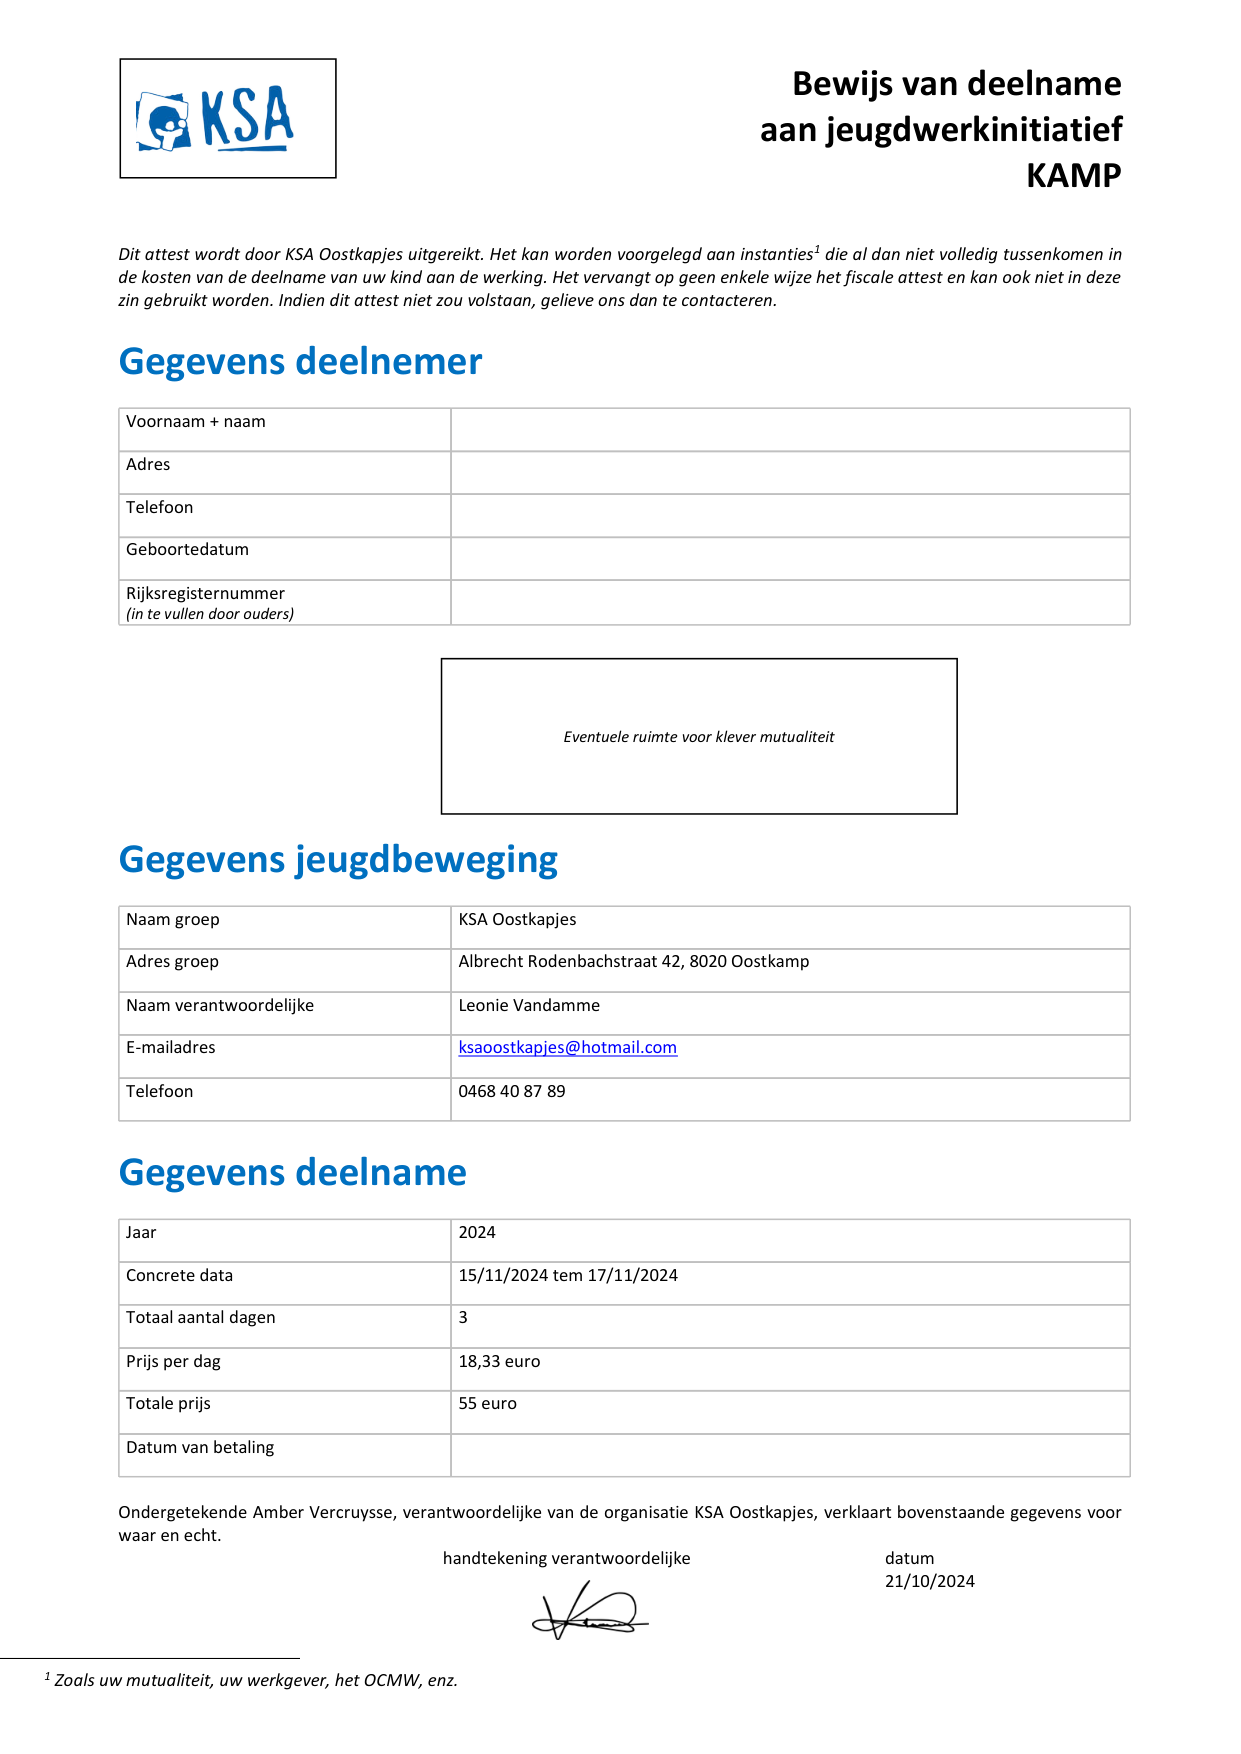 KSA
Bewijs van deelname
aan jeugdwerkinitiatief
KAMP
Dit attest wordt door KSA Oostkapjes uitgereikt. Het kan worden voorgelegd aan instanties¹ die al dan niet volledig tussenkomen in
de kosten van de deelname van uw kind aan de werking. Het vervangt op geen enkele wijze het fiscale attest en kan ook niet in deze
zin gebruikt worden. Indien dit attest niet zou volstaan, gelieve ons dan te contacteren.
Gegevens deelnemer
Voornaam + naam
Adres
Telefoon
Geboortedatum
Rijksregisternummer
(in te vullen door ouders)
Eventuele ruimte voor klever mutualiteit
Gegevens jeugdbeweging
Naam groep KSA Oostkapjes
Adres groep Albrecht Rodenbachstraat 42, 8020 Oostkamp
Naam verantwoordelijke Leonie Vandamme
E-mailadres ksaoostkapjes@hotmail.com
Telefoon 0468 40 87 89
Gegevens deelname
Jaar 2024
Concrete data 15/11/2024 tem 17/11/2024
Totaal aantal dagen 3
Prijs per dag 18,33 euro
Totale prijs 55 euro
Datum van betaling
Ondergetekende Amber Vercruysse, verantwoordelijke van de organisatie KSA Oostkapjes, verklaart bovenstaande gegevens voor
waar en echt.
handtekening verantwoordelijke datum
21/10/2024
¹ Zoals uw mutualiteit, uw werkgever, het OCMW, enz.